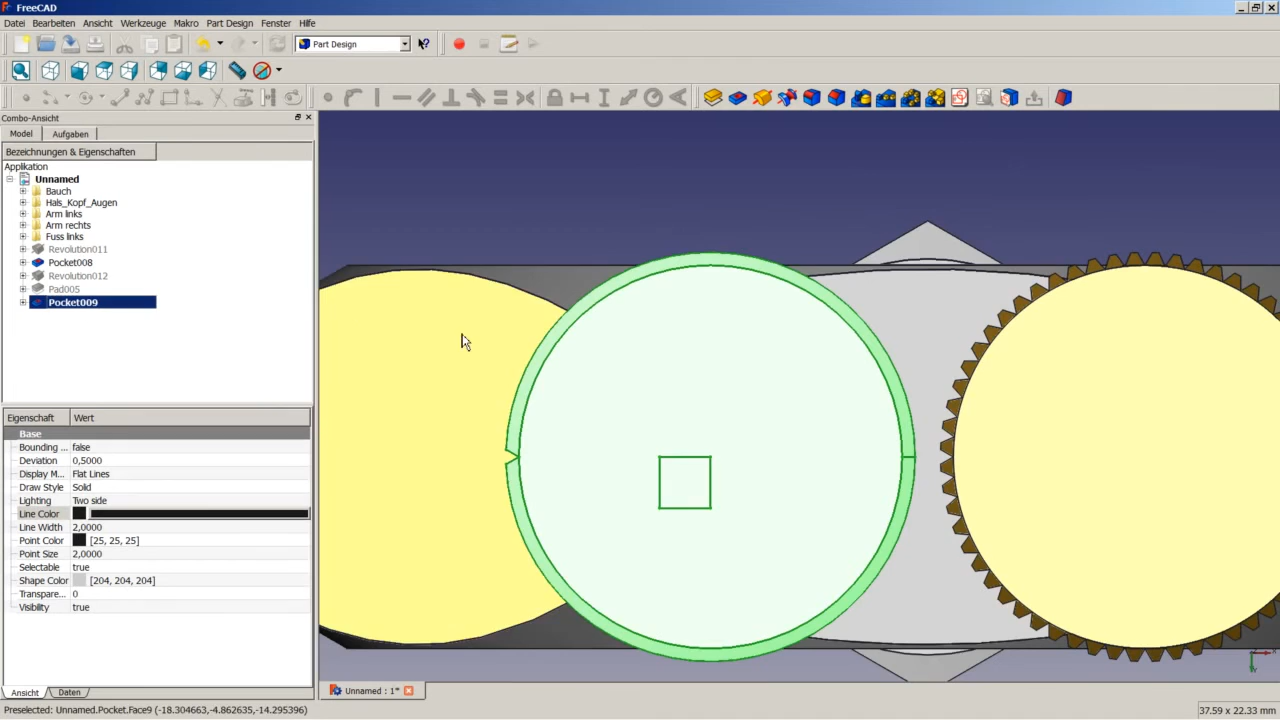 FreeCAD
Datei Bearbeiten Ansicht Werkzeuge Makro Part Design Fenster Hilfe
Part Design
Combo-Ansicht
Model Aufgaben
Bezeichnungen & Eigenschaften
Applikation
Unnamed
Bauch
Hals_Kopf_Augen
Arm links
Arm rechts
Fuss links
Revolution011
Pocket008
Revolution012
Pad005
Pocket009
Eigenschaft Wert
Base
Bounding ... false
Deviation 0,5000
Display M... Flat Lines
Draw Style Solid
Lighting Two side
Line Color
Line Width 2,0000
Point Color [25, 25, 25]
Point Size 2,0000
Selectable true
Shape Color [204, 204, 204]
Transpare... 0
Visibility true
Unnamed : 1*
Ansicht Daten
Preselected: Unnamed.Pocket.Face9 (-18.304663,-4.862635,-14.295396) 37.59 x 22.33 mm